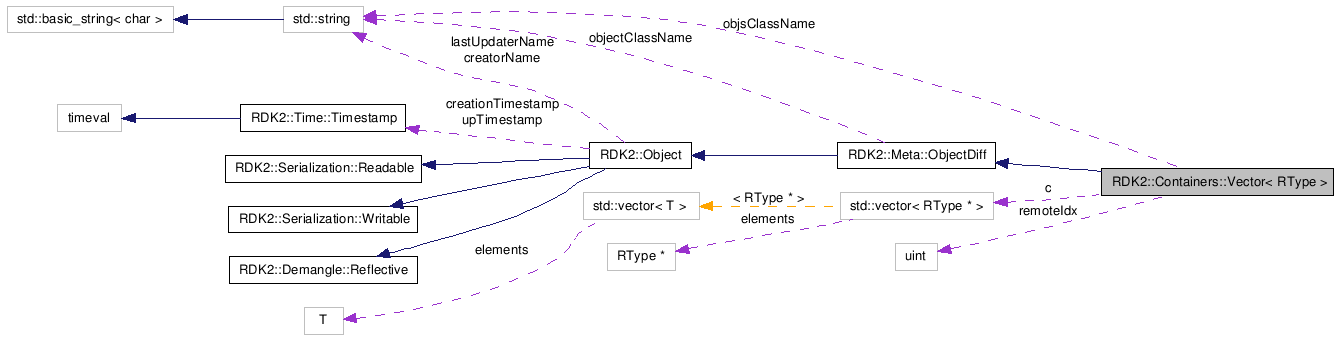 std::basic_string< char >
std::string
objsClassName
objectClassName
lastUpdaterName
creatorName
timeval
RDK2::Time::Timestamp
creationTimestamp
upTimestamp
RDK2::Object
RDK2::Meta::ObjectDiff
RDK2::Serialization::Readable
RDK2::Containers::Vector< RType >
RDK2::Serialization::Writable
std::vector< T >
< RType * >
std::vector< RType * >
c
remoteIdx
elements
RDK2::Demangle::Reflective
elements
RType *
uint
T